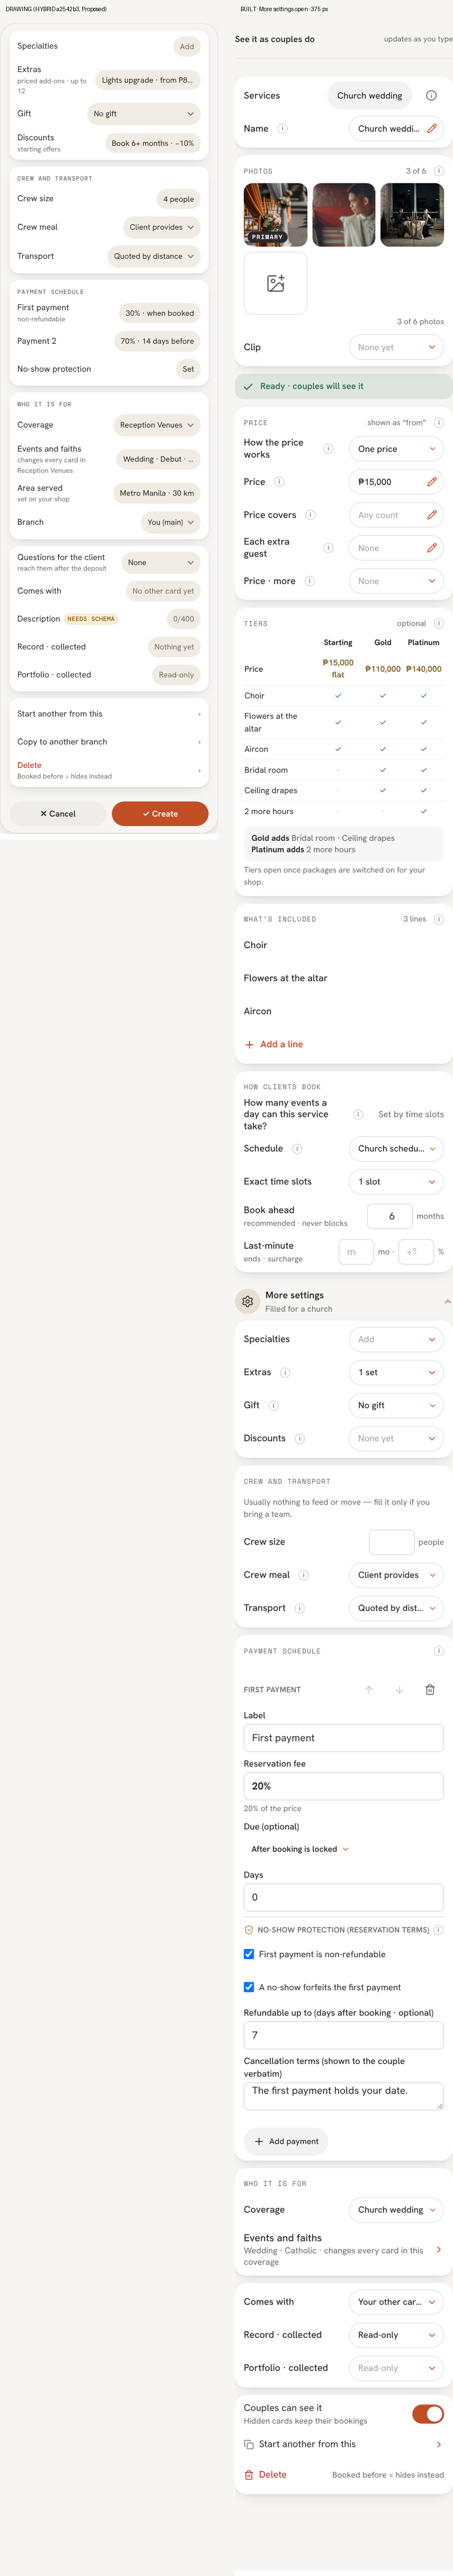 DRAWING (HYBRID a2542b3, Proposed)
Specialties
Add
Extras
priced add-ons · up to
12
Lights upgrade · from P8...
Gift
No gift
Discounts
starting offers
Book 6+ months · −10%
CREW AND TRANSPORT
Crew size
4 people
Crew meal
Client provides
Transport
Quoted by distance
PAYMENT SCHEDULE
First payment
non-refundable
30% · when booked
Payment 2
70% · 14 days before
No-show protection
Set
WHO IT IS FOR
Coverage
Reception Venues
Events and faiths
changes every card in
Reception Venues
Wedding · Debut · ...
Area served
set on your shop
Metro Manila · 30 km
Branch
You (main)
Questions for the client
reach them after the deposit
None
Comes with
No other card yet
Description NEEDS SCHEMA
0/400
Record · collected
Nothing yet
Portfolio · collected
Read-only
Start another from this
Copy to another branch
Delete
Booked before = hides instead
✕ Cancel
✓ Create
BUILT · More settings open · 375 px
See it as couples do
updates as you type
Services
Church wedding
Name
Church weddi...
PHOTOS
3 of 6
PRIMARY
3 of 6 photos
Clip
None yet
Ready · couples will see it
PRICE
shown as “from”
How the price
works
One price
Price
₱15,000
Price covers
Any count
Each extra
guest
None
Price · more
None
TIERS
optional
Starting Gold Platinum
Price
₱15,000
flat
₱110,000 ₱140,000
Choir ✓ ✓ ✓
Flowers at the
altar
✓ ✓ ✓
Aircon ✓ ✓ ✓
Bridal room - ✓ ✓
Ceiling drapes - ✓ ✓
2 more hours - - ✓
Gold adds Bridal room · Ceiling drapes
Platinum adds 2 more hours
Tiers open once packages are switched on for your
shop.
WHAT'S INCLUDED
3 lines
Choir
Flowers at the altar
Aircon
+ Add a line
HOW CLIENTS BOOK
How many events a
day can this service
take?
Set by time slots
Schedule
Church schedu...
Exact time slots
1 slot
Book ahead
recommended · never blocks
6 months
Last-minute
ends · surcharge
mo ·
%
More settings
Filled for a church
Specialties
Add
Extras
1 set
Gift
No gift
Discounts
None yet
CREW AND TRANSPORT
Usually nothing to feed or move — fill it only if you
bring a team.
Crew size
people
Crew meal
Client provides
Transport
Quoted by dist...
PAYMENT SCHEDULE
FIRST PAYMENT
Label
First payment
Reservation fee
20%
20% of the price
Due (optional)
After booking is locked
Days
0
NO-SHOW PROTECTION (RESERVATION TERMS)
First payment is non-refundable
A no-show forfeits the first payment
Refundable up to (days after booking · optional)
7
Cancellation terms (shown to the couple
verbatim)
The first payment holds your date.
+ Add payment
WHO IT IS FOR
Coverage
Church wedding
Events and faiths
Wedding · Catholic · changes every card in this
coverage
Comes with
Your other car...
Record · collected
Read-only
Portfolio · collected
Read-only
Couples can see it
Hidden cards keep their bookings
Start another from this
Delete
Booked before = hides instead